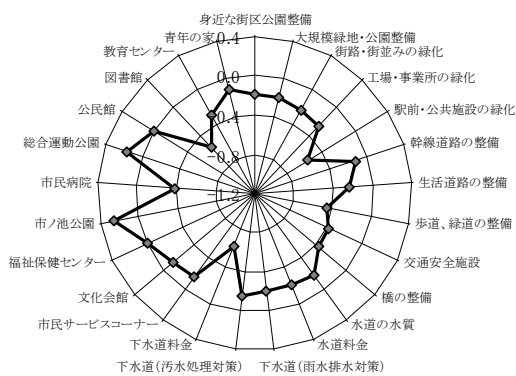 身近な街区公園整備
大規模緑地・公園整備
街路・街並みの緑化
工場・事業所の緑化
駅前・公共施設の緑化
幹線道路の整備
生活道路の整備
歩道、緑道の整備
交通安全施設
橋の整備
水道の水質
水道料金
下水道(雨水排水対策)
下水道(汚水処理対策)
下水道料金
市民サービスコーナー
文化会館
福祉保健センター
市ノ池公園
市民病院
総合運動公園
公民館
図書館
教育センター
青年の家
0.4
0.0
-0.4
-0.8
-1.2